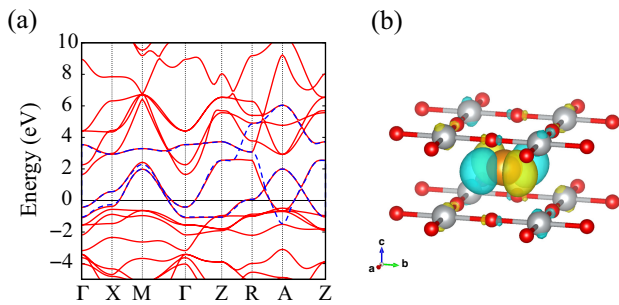 (a)
(b)
10
8
6
4
2
0
−2
−4
Energy (eV)
Γ X M Γ Z R A Z
c
a b